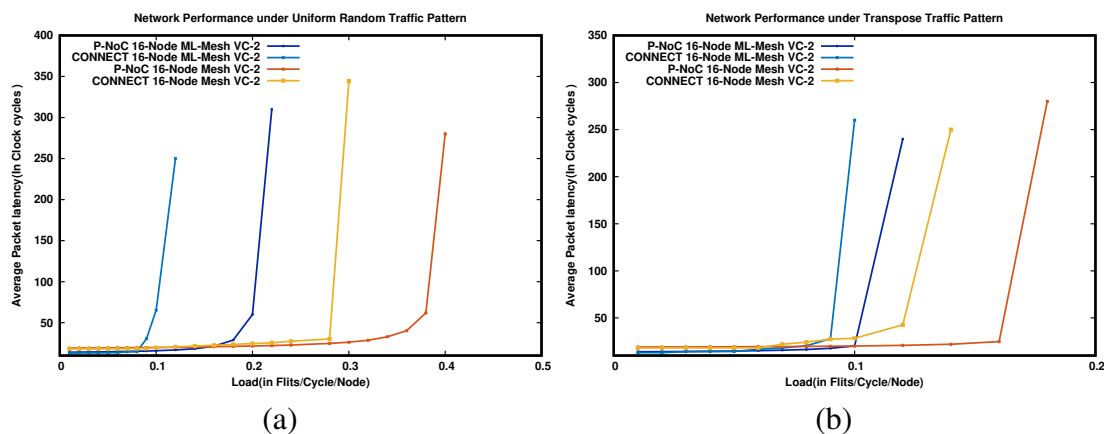 Network Performance under Uniform Random Traffic Pattern
400
350
300
250
200
150
100
50
0
0.1
0.2
0.3
0.4
0.5
Average Packet latency(In Clock cycles )
Load(in Flits/Cycle/Node)
P-NoC 16-Node ML-Mesh VC-2
CONNECT 16-Node ML-Mesh VC-2
P-NoC 16-Node Mesh VC-2
CONNECT 16-Node Mesh VC-2
(a)
Network Performance under Transpose Traffic Pattern
350
300
250
200
150
100
50
0
0.1
0.2
Average Packet latency(In Clock cycles )
Load(in Flits/Cycle/Node)
P-NoC 16-Node ML-Mesh VC-2
CONNECT 16-Node ML-Mesh VC-2
P-NoC 16-Node Mesh VC-2
CONNECT 16-Node Mesh VC-2
(b)